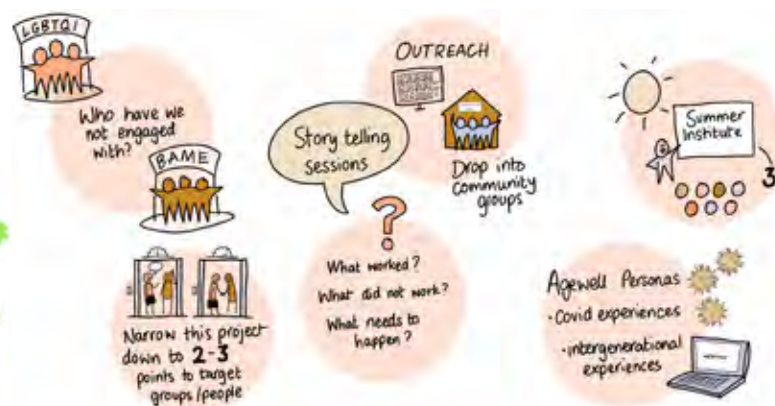 LGBTQI
Who have we
not engaged
with?
BAME
Narrow this project
down to 2-3
points to target
groups/people
Story telling
sessions
OUTREACH
Drop into
community
groups
?
What worked?
What did not work?
What needs to
happen?
Summer
Institute
3
Agewell Personas
•Covid experiences
•intergenerational
experiences